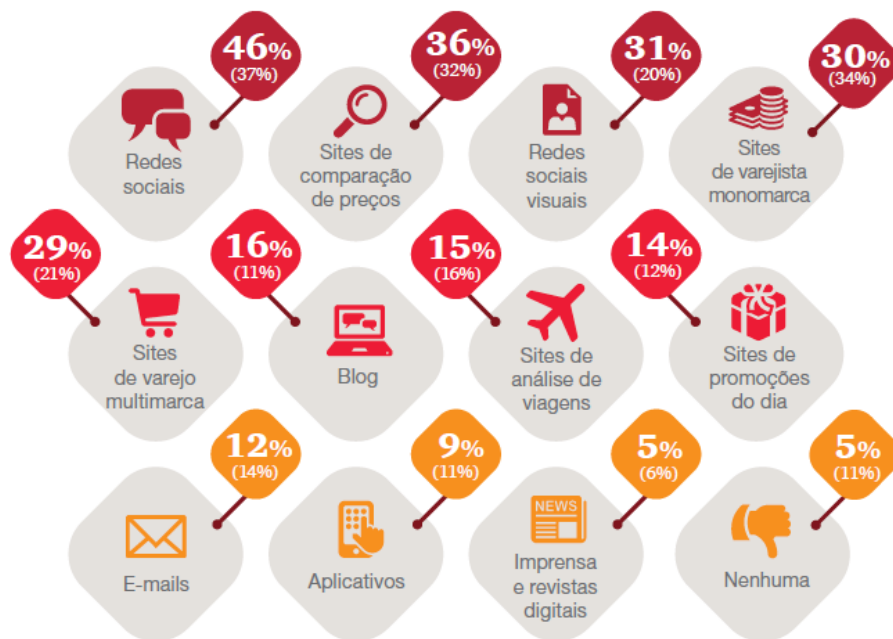 46%
(37%)
Redes
sociais
36%
(32%)
Sites de
comparação
de preços
31%
(20%)
Redes
sociais
visuais
30%
(34%)
Sites
de varejista
monomarca
29%
(21%)
Sites
de varejo
multimarca
16%
(11%)
Blog
15%
(16%)
Sites de
análise de
viagens
14%
(12%)
Sites de
promoções
do dia
12%
(14%)
E-mails
9%
(11%)
Aplicativos
5%
(6%)
NEWS
Imprensa
e revistas
digitais
5%
(11%)
Nenhuma